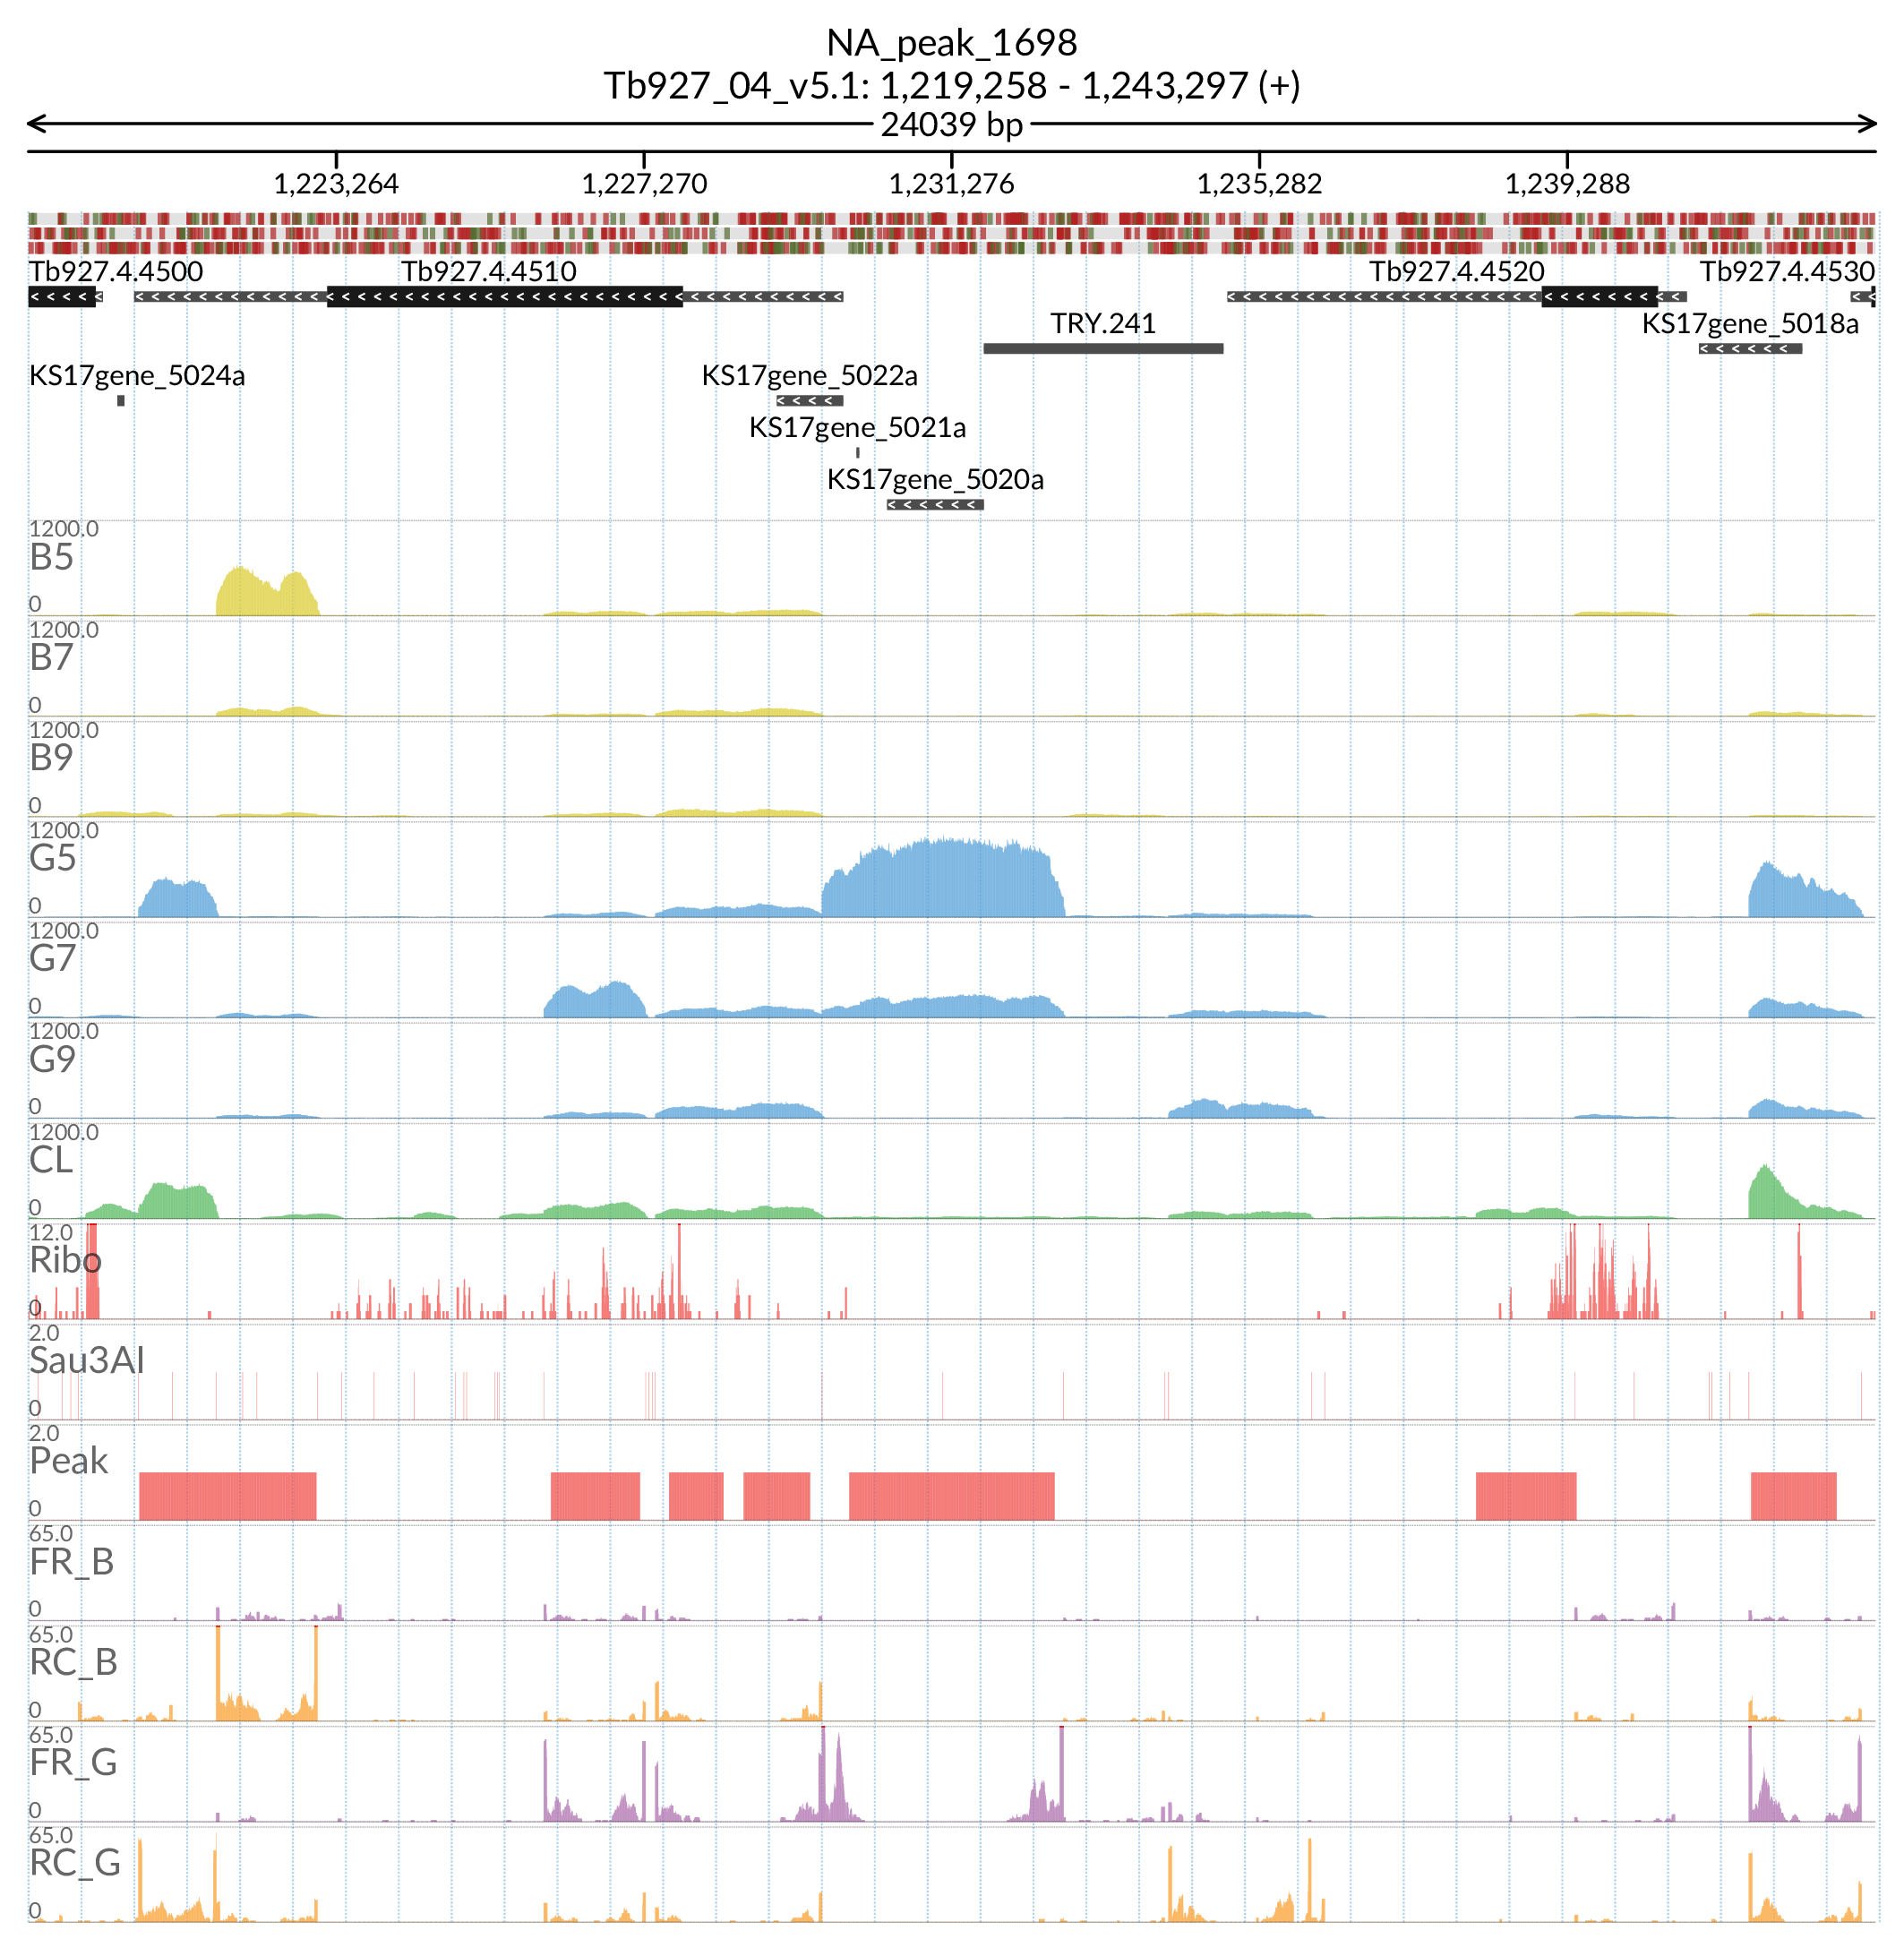 NA_peak_1698
Tb927_04_v5.1: 1,219,258 - 1,243,297 (+)
24039 bp
1,223,264 1,227,270 1,231,276 1,235,282 1,239,288
Tb927.4.4500 Tb927.4.4510 Tb927.4.4520 Tb927.4.4530
TRY.241 KS17gene_5018a
KS17gene_5024a KS17gene_5022a
KS17gene_5021a
KS17gene_5020a
1200.0
B5
0
1200.0
B7
0
1200.0
B9
0
1200.0
G5
0
1200.0
G7
0
1200.0
G9
0
1200.0
CL
0
12.0
Ribo
0
2.0
Sau3AI
0
2.0
Peak
0
65.0
FR_B
0
65.0
RC_B
0
65.0
FR_G
0
65.0
RC_G
0